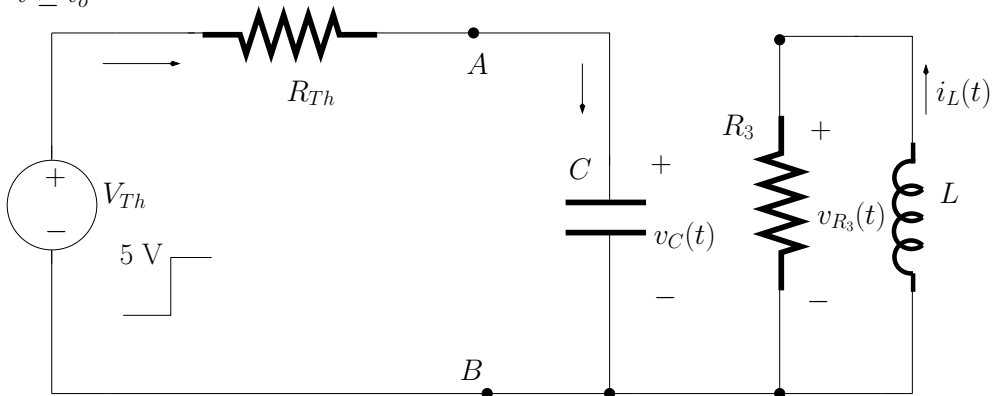 R_{Th}
A
i_L(t)
R_3
+
C
+
+
V_{Th}
L
v_{R_3}(t)
−
5 V
v_C(t)
−
−
B